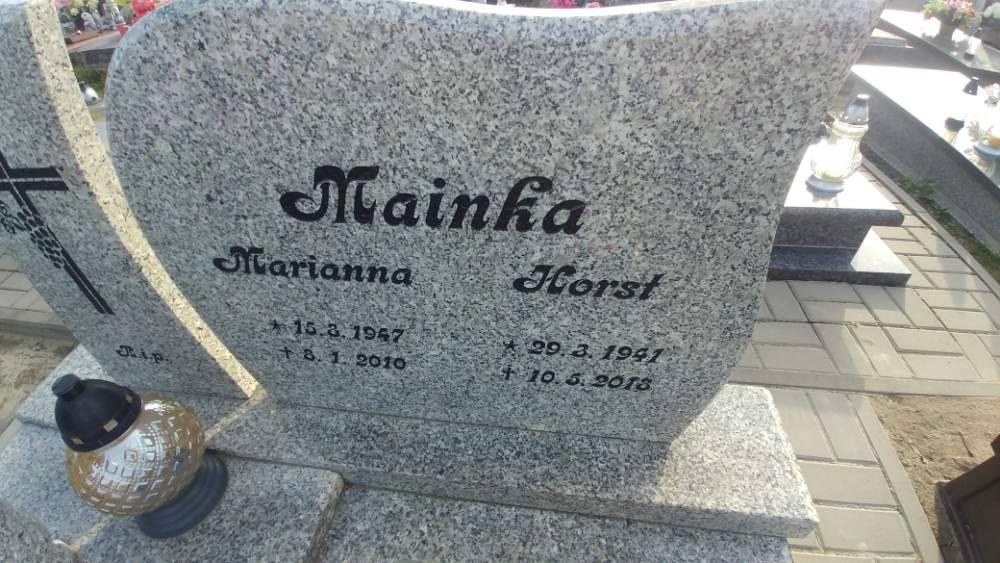 Mainka
Marianna Horst
* 15.3.1947 * 29.3.1941
+ 8.1.2010 + 10.5.2018
R.i.p.